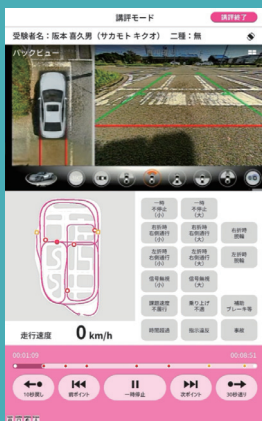 講評モード
講評終了
受験者名：阪本 喜久男（サカモト キクオ） 二種：無
バックビュー
一時
不停止
（小）
一時
不停止
（大）
右折時
右側通行
（小）
右折時
右側通行
（大）
右折時
脱輪
左折時
右側通行
（小）
左折時
右側通行
（大）
左折時
脱輪
信号無視
（小）
信号無視
（大）
課題速度
不履行
乗り上げ
不適
補助
ブレーキ等
時間超過
指示違反
事故
走行速度 0 km/h
00:01:09
00:08:51
10秒戻し
前ポイント
一時停止
次ポイント
30秒送り